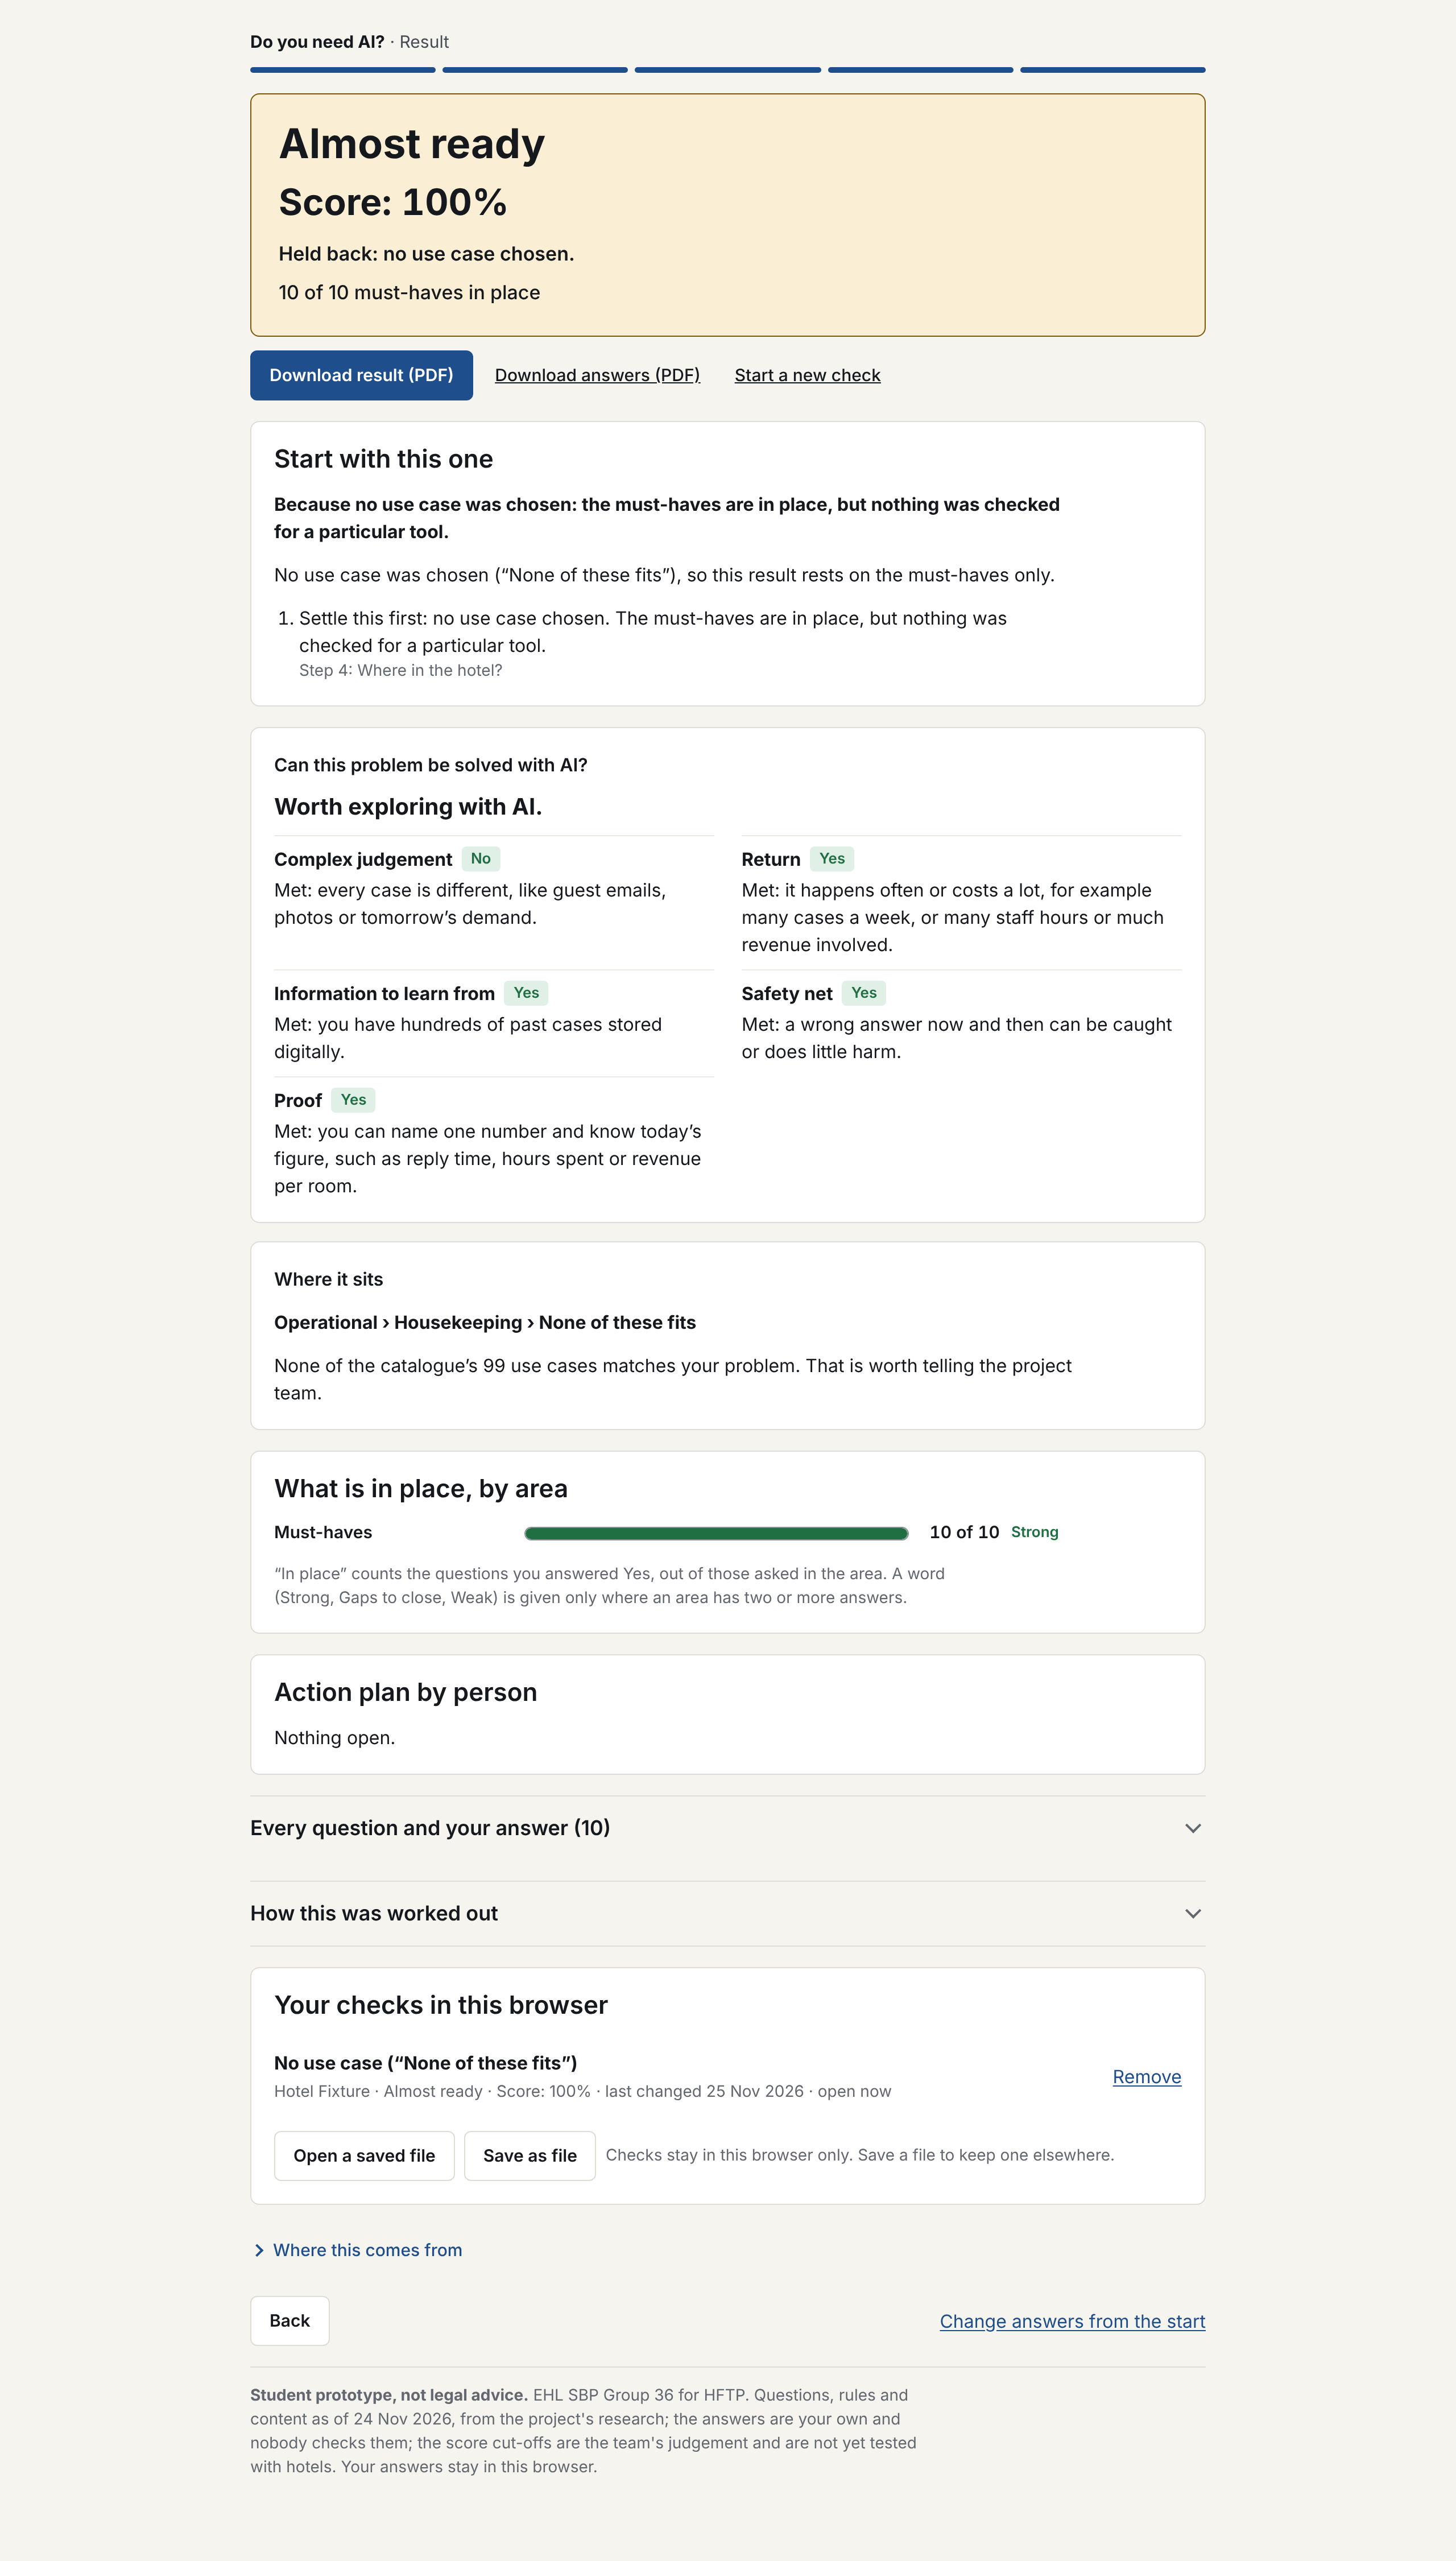 Do you need AI? · Result
Almost ready
Score: 100%
Held back: no use case chosen.
10 of 10 must-haves in place
Download result (PDF)
Download answers (PDF)
Start a new check
Start with this one
Because no use case was chosen: the must-haves are in place, but nothing was checked
for a particular tool.
No use case was chosen (“None of these fits”), so this result rests on the must-haves only.
1. Settle this first: no use case chosen. The must-haves are in place, but nothing was
checked for a particular tool.
Step 4: Where in the hotel?
Can this problem be solved with AI?
Worth exploring with AI.
Complex judgement No
Met: every case is different, like guest emails,
photos or tomorrow’s demand.
Return Yes
Met: it happens often or costs a lot, for example
many cases a week, or many staff hours or much
revenue involved.
Information to learn from Yes
Met: you have hundreds of past cases stored
digitally.
Safety net Yes
Met: a wrong answer now and then can be caught
or does little harm.
Proof Yes
Met: you can name one number and know today’s
figure, such as reply time, hours spent or revenue
per room.
Where it sits
Operational › Housekeeping › None of these fits
None of the catalogue’s 99 use cases matches your problem. That is worth telling the project
team.
What is in place, by area
Must-haves 10 of 10 Strong
“In place” counts the questions you answered Yes, out of those asked in the area. A word
(Strong, Gaps to close, Weak) is given only where an area has two or more answers.
Action plan by person
Nothing open.
Every question and your answer (10)
How this was worked out
Your checks in this browser
No use case (“None of these fits”)
Hotel Fixture · Almost ready · Score: 100% · last changed 25 Nov 2026 · open now
Remove
Open a saved file
Save as file
Checks stay in this browser only. Save a file to keep one elsewhere.
Where this comes from
Back
Change answers from the start
Student prototype, not legal advice. EHL SBP Group 36 for HFTP. Questions, rules and
content as of 24 Nov 2026, from the project's research; the answers are your own and
nobody checks them; the score cut-offs are the team's judgement and are not yet tested
with hotels. Your answers stay in this browser.